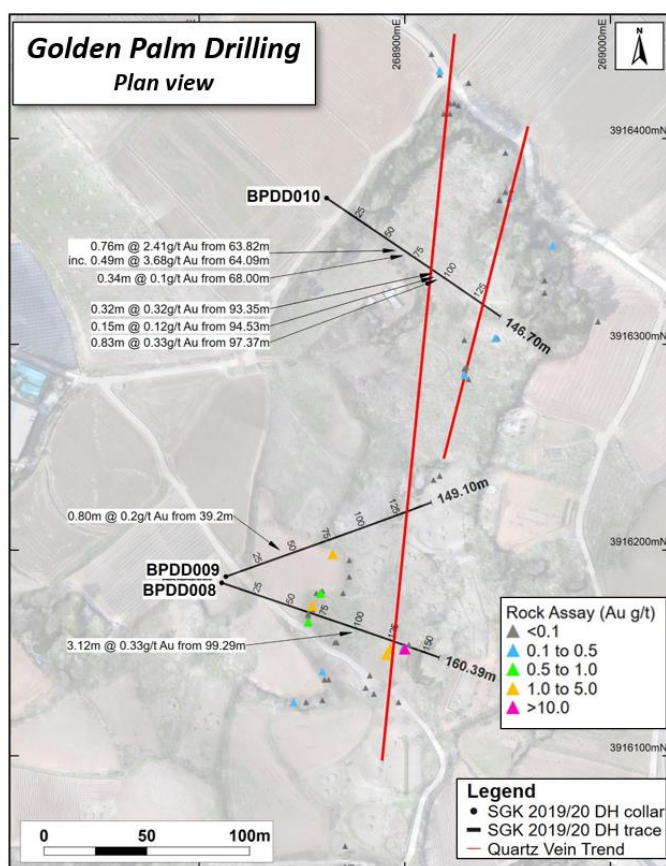 Golden Palm Drilling
Plan view
268900mE
269000mE
N
3916400mN
BPDD010
25
50
75
100
125
146.70m
0.76m @ 2.41g/t Au from 63.82m
inc. 0.49m @ 3.68g/t Au from 64.09m
0.34m @ 0.1g/t Au from 68.00m
0.32m @ 0.32g/t Au from 93.35m
0.15m @ 0.12g/t Au from 94.53m
0.83m @ 0.33g/t Au from 97.37m
3916300mN
0.80m @ 0.2g/t Au from 39.2m
BPDD009
25
50
75
100
125
149.10m
3916200mN
BPDD008
25
50
75
100
125
150
160.39m
3.12m @ 0.33g/t Au from 99.29m
Rock Assay (Au g/t)
<0.1
0.1 to 0.5
0.5 to 1.0
1.0 to 5.0
>10.0
3916100mN
Legend
SGK 2019/20 DH collar
SGK 2019/20 DH trace
Quartz Vein Trend
0 50 100m